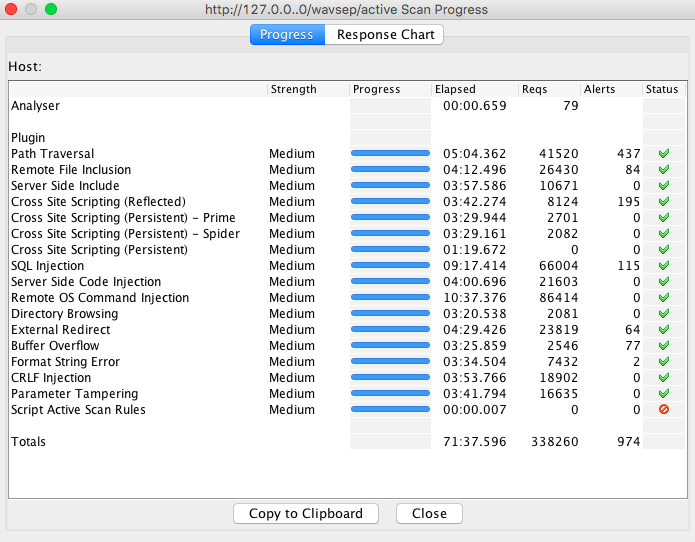 http://127.0.0..0/wavsep/active Scan Progress
Progress Response Chart
Host:
Strength Progress Elapsed Reqs Alerts Status
Analyser 00:00.659 79
Plugin
Path Traversal Medium 05:04.362 41520 437
Remote File Inclusion Medium 04:12.496 26430 84
Server Side Include Medium 03:57.586 10671 0
Cross Site Scripting (Reflected) Medium 03:42.274 8124 195
Cross Site Scripting (Persistent) - Prime Medium 03:29.944 2701 0
Cross Site Scripting (Persistent) - Spider Medium 03:29.161 2082 0
Cross Site Scripting (Persistent) Medium 01:19.672 0 0
SQL Injection Medium 09:17.414 66004 115
Server Side Code Injection Medium 04:00.696 21603 0
Remote OS Command Injection Medium 10:37.376 86414 0
Directory Browsing Medium 03:20.538 2081 0
External Redirect Medium 04:29.426 23819 64
Buffer Overflow Medium 03:25.859 2546 77
Format String Error Medium 03:34.504 7432 2
CRLF Injection Medium 03:53.766 18902 0
Parameter Tampering Medium 03:41.794 16635 0
Script Active Scan Rules Medium 00:00.007 0 0
Totals 71:37.596 338260 974
Copy to Clipboard Close